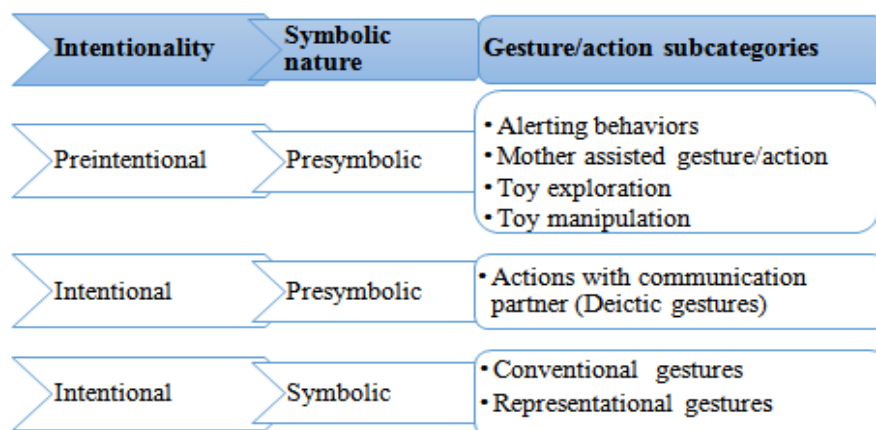 Intentionality
Symbolic
nature
Gesture/action subcategories
Preintentional
Presymbolic
• Alerting behaviors
• Mother assisted gesture/action
• Toy exploration
• Toy manipulation
Intentional
Presymbolic
• Actions with communication
partner (Deictic gestures)
Intentional
Symbolic
• Conventional gestures
• Representational gestures